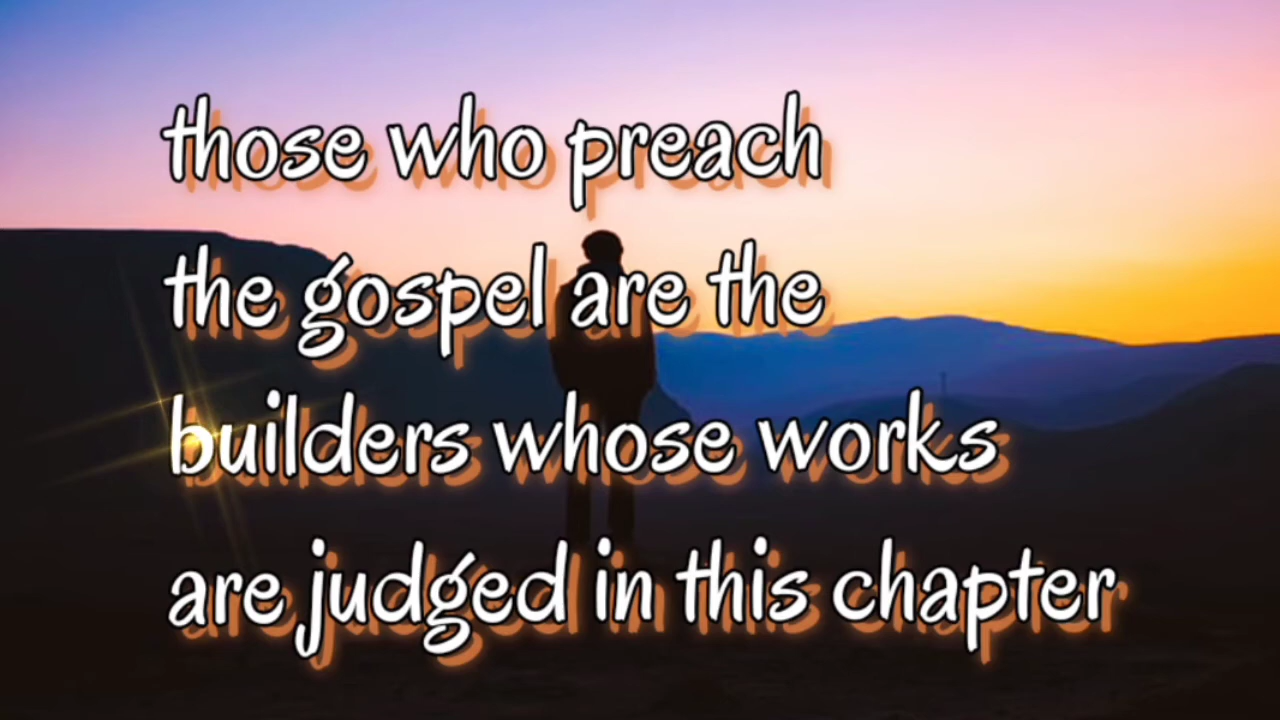 those who preach
the gospel are the
builders whose works
are judged in this chapter